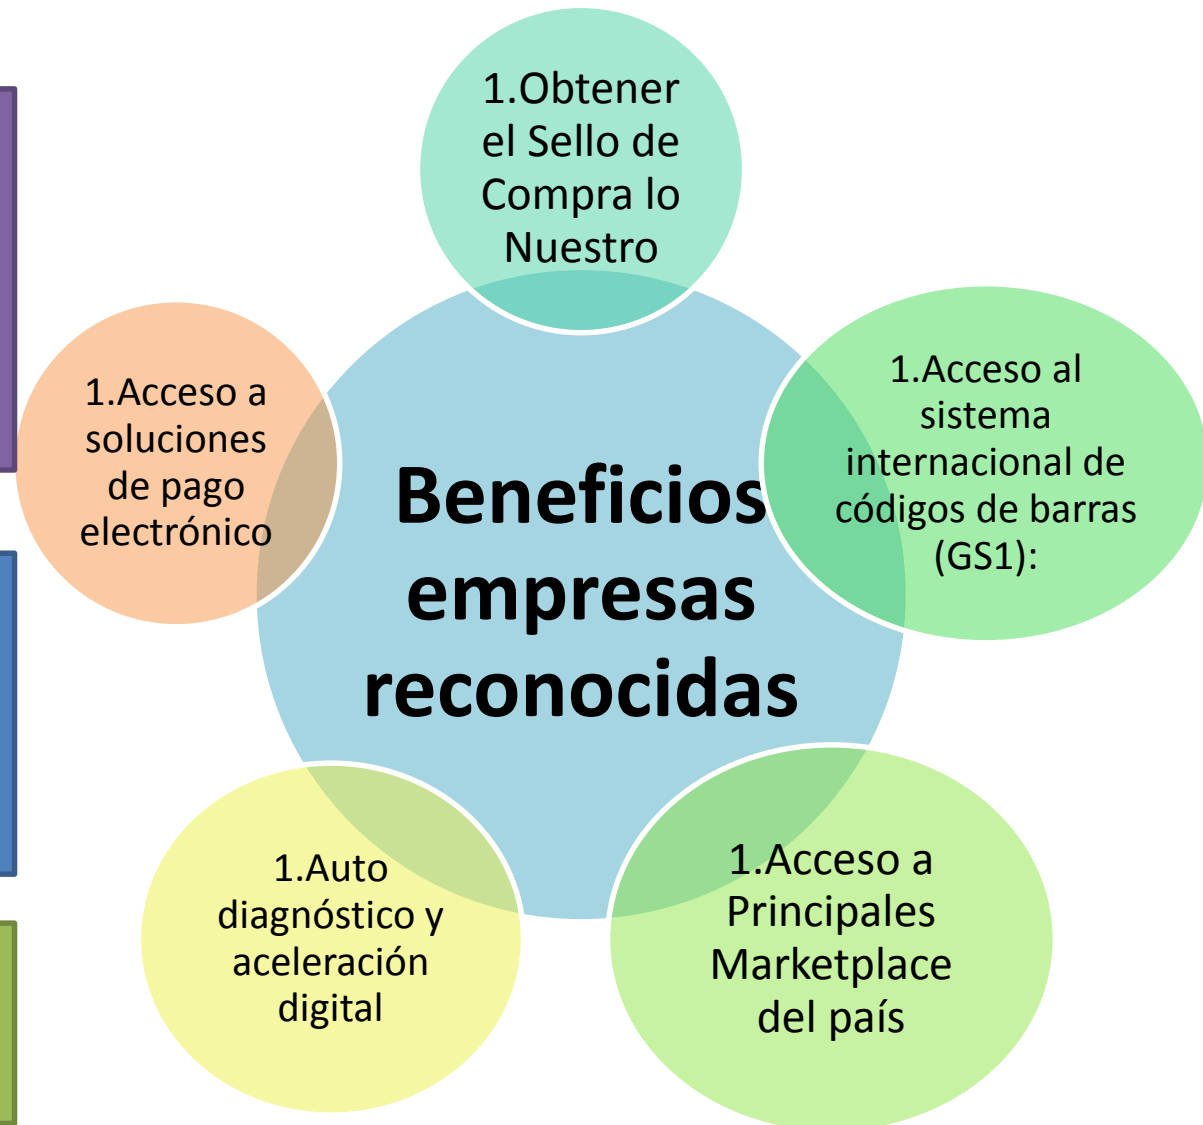 1.Obtener
el Sello de
Compra lo
Nuestro
1.Acceso al
sistema
internacional de
códigos de barras
(GS1):
1.Acceso a
Principales
Marketplace
del país
1.Auto
diagnóstico y
aceleración
digital
1.Acceso a
soluciones
de pago
electrónico
Beneficios
empresas
reconocidas